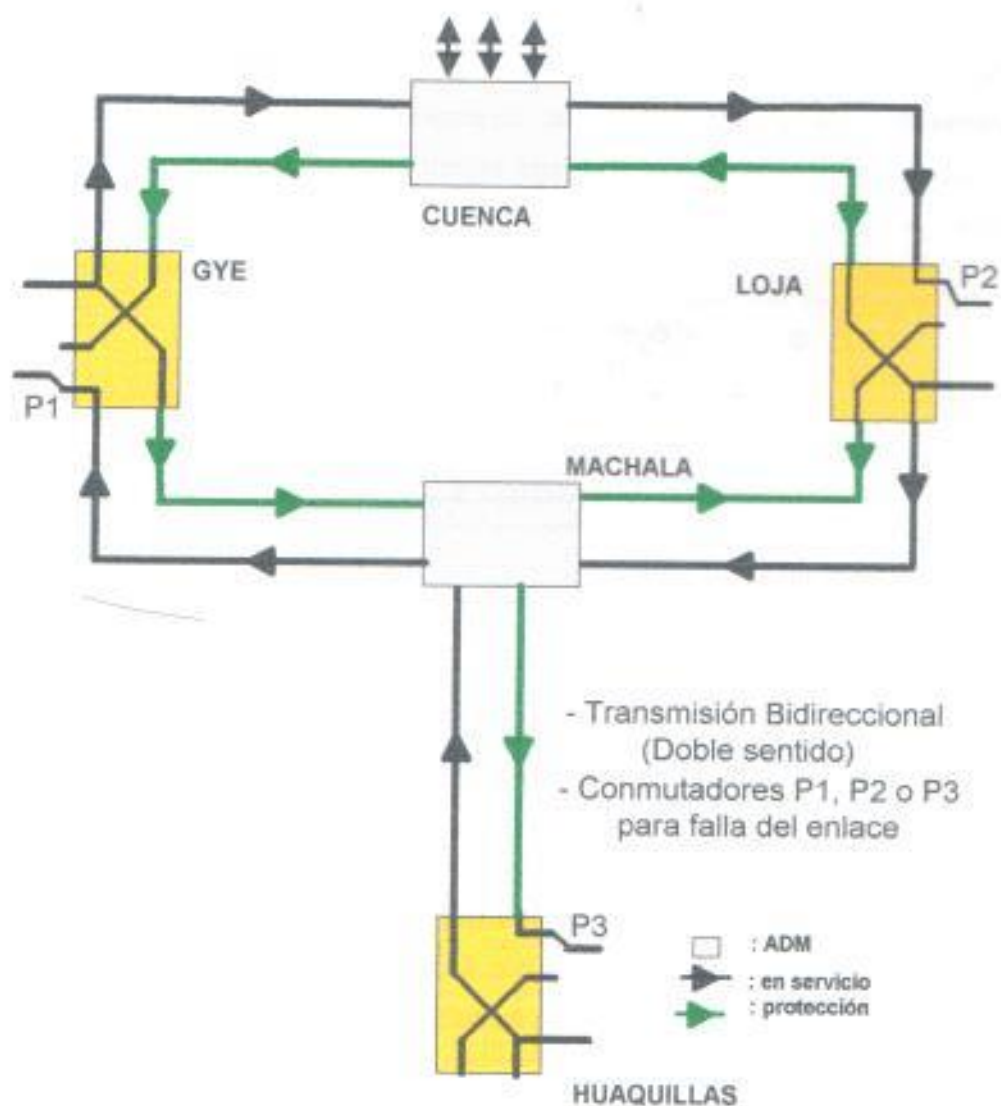 CUENCA
GYE
LOJA
P2
P1
MACHALA
- Transmisión Bidireccional
(Doble sentido)
- Conmutadores P1, P2 o P3
para falla del enlace
P3
: ADM
: en servicio
: protección
HUAQUILLAS